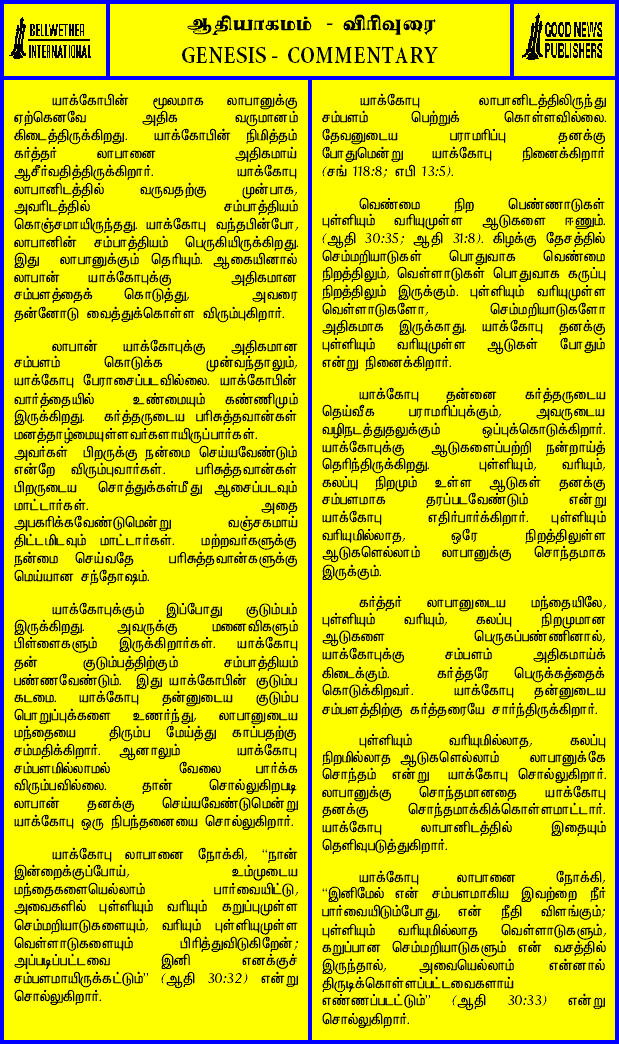 BELLWETHER
INTERNATIONAL
ஆதியாகமம் - விரிவுரை
GENESIS - COMMENTARY
GOOD NEWS
PUBLISHERS
யாக்கோபின் மூலமாக லாபானுக்கு
ஏற்கெனவே அதிக வருமானம்
கிடைத்திருக்கிறது. யாக்கோபின் நிமித்தம்
கர்த்தர் லாபானை அதிகமாய்
ஆசீர்வதித்திருக்கிறார். யாக்கோபு
லாபானிடத்தில் வருவதற்கு முன்பாக,
அவரிடத்தில் சம்பாத்தியம்
கொஞ்சமாயிருந்தது. யாக்கோபு வந்தபின்போ,
லாபானின் சம்பாத்தியம் பெருகியிருக்கிறது.
இது லாபானுக்கும் தெரியும். ஆகையினால்
லாபான் யாக்கோபுக்கு அதிகமான
சம்பளத்தைக் கொடுத்து, அவரை
தன்னோடு வைத்துக்கொள்ள விரும்புகிறார்.
லாபான் யாக்கோபுக்கு அதிகமான
சம்பளம் கொடுக்க முன்வந்தாலும்,
யாக்கோபு பேராசைப்படவில்லை. யாக்கோபின்
வார்த்தையில் உண்மையும் கண்ணிமும்
இருக்கிறது. கர்த்தருடைய பரிசுத்தவான்கள்
மனத்தாழ்மையுள்ளவர்களாயிருப்பார்கள்.
அவர்கள் பிறருக்கு நன்மை செய்யவேண்டும்
என்றே விரும்புவார்கள். பரிசுத்தவான்கள்
பிறருடைய சொத்துக்கள்மீது ஆசைப்படவும்
மாட்டார்கள். அதை
அபகரிக்கவேண்டுமென்று வஞ்சகமாய்
திட்டமிடவும் மாட்டார்கள். மற்றவர்களுக்கு
நன்மை செய்வதே பரிசுத்தவான்களுக்கு
மெய்யான சந்தோஷம்.
யாக்கோபுக்கும் இப்போது குடும்பம்
இருக்கிறது. அவருக்கு மனைவிகளும்
பிள்ளைகளும் இருக்கிறார்கள். யாக்கோபு
தன் குடும்பத்திற்கும் சம்பாத்தியம்
பண்ணவேண்டும். இது யாக்கோபின் குடும்ப
கடமை. யாக்கோபு தன்னுடைய குடும்ப
பொறுப்புக்களை உணர்ந்து, லாபானுடைய
மந்தையை திரும்ப மேய்த்து காப்பதற்கு
சம்மதிக்கிறார். ஆனாலும் யாக்கோபு
சம்பளமில்லாமல் வேலை பார்க்க
விரும்பவில்லை. தான் சொல்லுகிறபடி
லாபான் தனக்கு செய்யவேண்டுமென்று
யாக்கோபு ஒரு நிபந்தனையை சொல்லுகிறார்.
யாக்கோபு லாபானை நோக்கி, "நான்
இன்றைக்குப்போய், உம்முடைய
மந்தைகளையெல்லாம் பார்வையிட்டு,
அவைகளில் புள்ளியும் வரியும் கறுப்புமுள்ள
செம்மறியாடுகளையும், வரியும் புள்ளியுமுள்ள
வெள்ளாடுகளையும் பிரித்துவிடுகிறேன்;
அப்படிப்பட்டவை இனி எனக்குச்
சம்பளமாயிருக்கட்டும்" (ஆதி 30:32) என்று
சொல்லுகிறார்.
யாக்கோபு லாபானிடத்திலிருந்து
சம்பளம் பெற்றுக் கொள்ளவில்லை.
தேவனுடைய பராமரிப்பு தனக்கு
போதுமென்று யாக்கோபு நினைக்கிறார்
(சங் 118:8; எபி 13:5).
வெண்மை நிற பெண்ணாடுகள்
புள்ளியும் வரியுமுள்ள ஆடுகளை ஈணும்.
(ஆதி 30:35; ஆதி 31:8). கிழக்கு தேசத்தில்
செம்மறியாடுகள் பொதுவாக வெண்மை
நிறத்திலும், வெள்ளாடுகள் பொதுவாக கருப்பு
நிறத்திலும் இருக்கும். புள்ளியும் வரியுமுள்ள
வெள்ளாடுகளோ, செம்மறியாடுகளோ
அதிகமாக இருக்காது. யாக்கோபு தனக்கு
புள்ளியும் வரியுமுள்ள ஆடுகள் போதும்
என்று நினைக்கிறார்.
யாக்கோபு தன்னை கர்த்தருடைய
தெய்வீக பராமரிப்புக்கும், அவருடைய
வழிநடத்துதலுக்கும் ஒப்புக்கொடுக்கிறார்.
யாக்கோபுக்கு ஆடுகளைப்பற்றி நன்றாய்த்
தெரிந்திருக்கிறது. புள்ளியும், வரியும்,
கலப்பு நிறமும் உள்ள ஆடுகள் தனக்கு
சம்பளமாக தரப்படவேண்டும் என்று
யாக்கோபு எதிர்பார்க்கிறார். புள்ளியும்
வரியுமில்லாத, ஒரே நிறத்திலுள்ள
ஆடுகளெல்லாம் லாபானுக்கு சொந்தமாக
இருக்கும்.
கர்த்தர் லாபானுடைய மந்தையிலே,
புள்ளியும் வரியும், கலப்பு நிறமுமான
ஆடுகளை பெருகப்பண்ணினால்,
யாக்கோபுக்கு சம்பளம் அதிகமாய்க்
கிடைக்கும். கர்த்தரே பெருக்கத்தைக்
கொடுக்கிறவர். யாக்கோபு தன்னுடைய
சம்பளத்திற்கு கர்த்தரையே சார்ந்திருக்கிறார்.
புள்ளியும் வரியுமில்லாத, கலப்பு
நிறமில்லாத ஆடுகளெல்லாம் லாபானுக்கே
சொந்தம் என்று யாக்கோபு சொல்லுகிறார்.
லாபானுக்கு சொந்தமானதை யாக்கோபு
தனக்கு சொந்தமாக்கிக்கொள்ளமாட்டார்.
யாக்கோபு லாபானிடத்தில் இதையும்
தெளிவுபடுத்துகிறார்.
யாக்கோபு லாபானை நோக்கி,
"இனிமேல் என் சம்பளமாகிய இவற்றை நீர்
பார்வையிடும்போது, என் நீதி விளங்கும்;
புள்ளியும் வரியுமில்லாத வெள்ளாடுகளும்,
கறுப்பான செம்மறியாடுகளும் என் வசத்தில்
இருந்தால், அவையெல்லாம் என்னால்
திருடிக்கொள்ளப்பட்டவைகளாய்
எண்ணப்படட்டும்" (ஆதி 30:33) என்று
சொல்லுகிறார்.